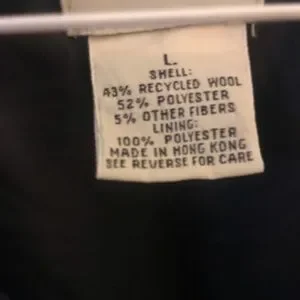 L.
SHELL:
43% RECYCLED WOOL
52% POLYESTER
5% OTHER FIBERS
LINING:
100% POLYESTER
MADE IN HONG KONG
SEE REVERSE FOR CARE